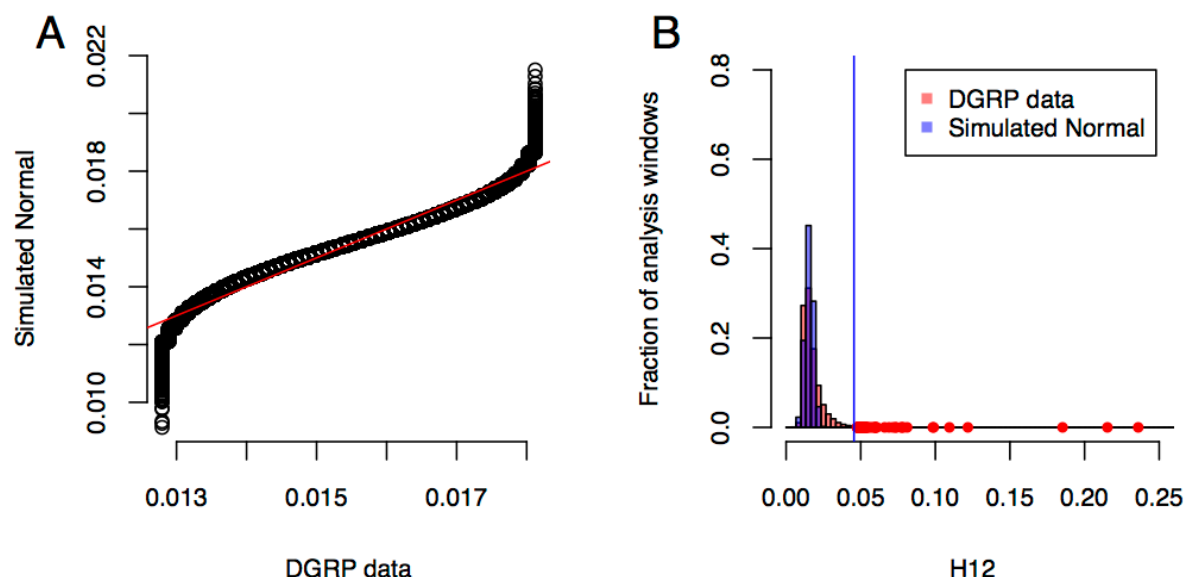 A
Simulated Normal
0.022
0.018
0.014
0.010
0.013
0.015
0.017
DGRP data
B
Fraction of analysis windows
0.8
0.6
0.4
0.2
0.0
DGRP data
Simulated Normal
0.00
0.05
0.10
0.15
0.20
0.25
H12